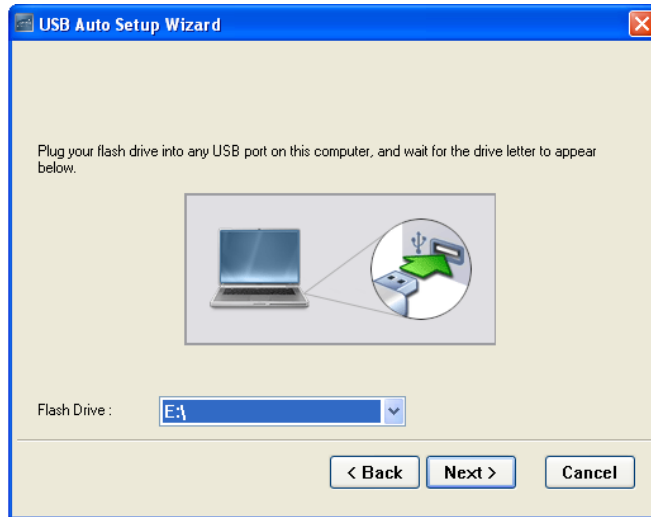 USB Auto Setup Wizard
Plug your flash drive into any USB port on this computer, and wait for the drive letter to appear
below.
Flash Drive :
E:\
< Back
Next >
Cancel